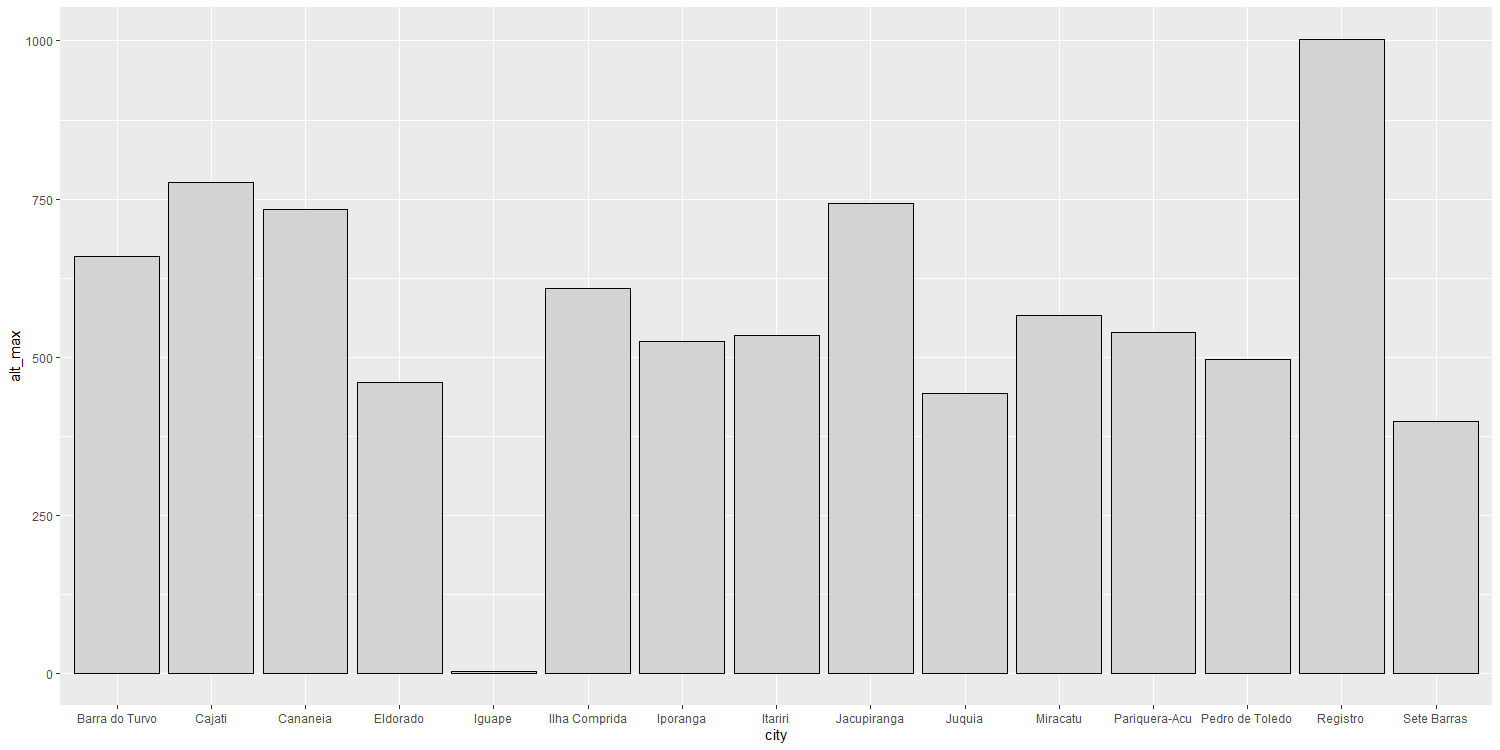 1000
750
500
250
0
alt_max
Barra do Turvo Cajati Cananeia Eldorado Iguape Ilha Comprida Iporanga Itariri Jacupiranga Juquia Miracatu Pariquera-Acu Pedro de Toledo Registro Sete Barras
city